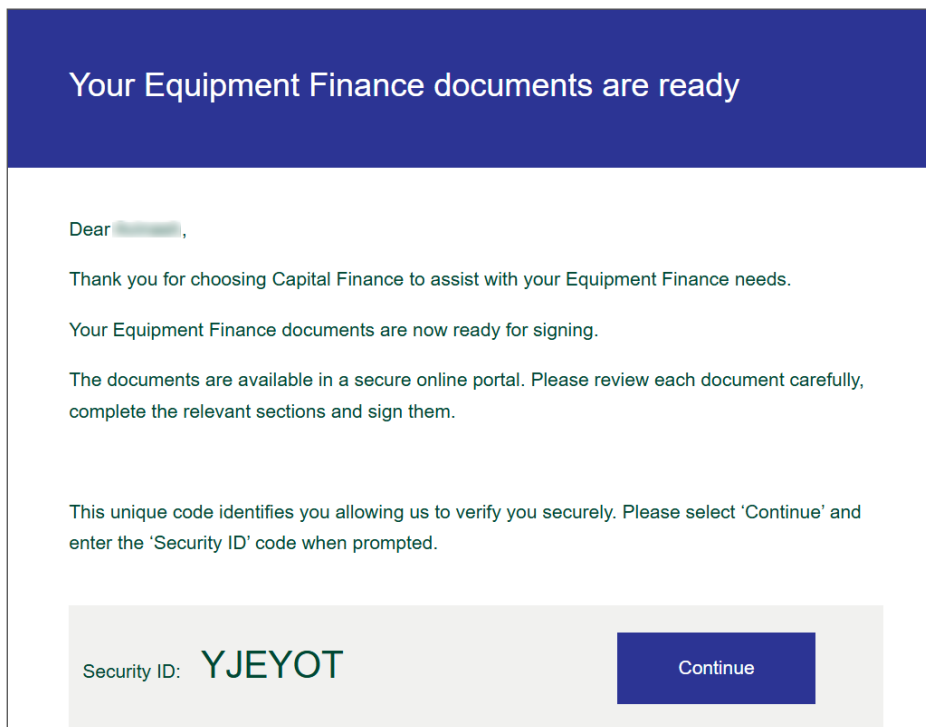 Your Equipment Finance documents are ready
Dear ,
Thank you for choosing Capital Finance to assist with your Equipment Finance needs.
Your Equipment Finance documents are now ready for signing.
The documents are available in a secure online portal. Please review each document carefully,
complete the relevant sections and sign them.
This unique code identifies you allowing us to verify you securely. Please select ‘Continue’ and
enter the ‘Security ID’ code when prompted.
Security ID: YJEYOT
Continue